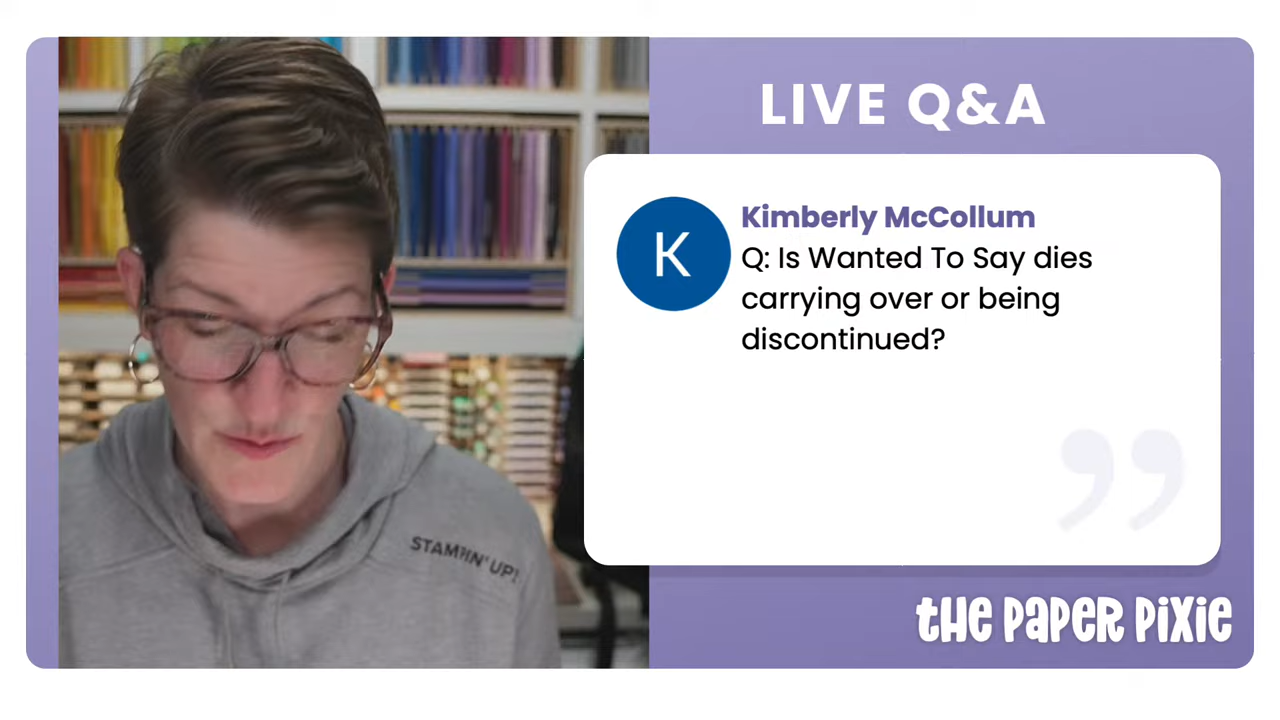 LIVE Q&A
K
Kimberly McCollum
Q: Is Wanted To Say dies
carrying over or being
discontinued?
STAMPIN' UP!
the PAPER PIXIE